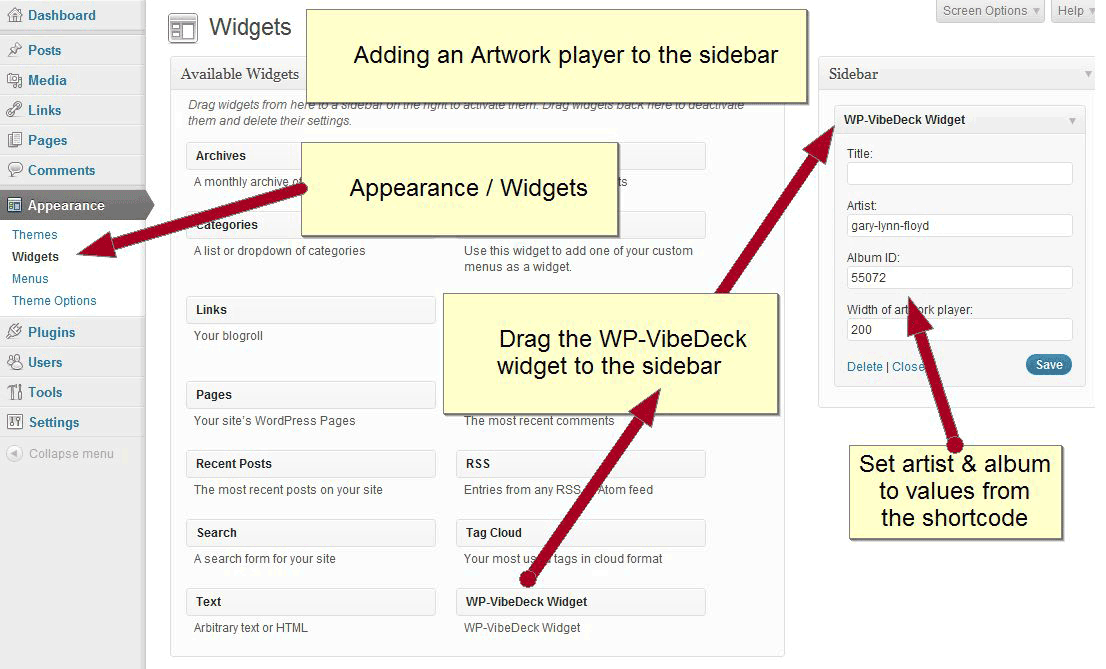 Dashboard
Posts
Media
Links
Pages
Comments
Appearance
Themes
Widgets
Menus
Theme Options
Plugins
Users
Tools
Settings
Collapse menu
Screen Options
Help
Widgets
Adding an Artwork player to the sidebar
Available Widgets
Drag widgets from here to a sidebar on the right to activate them. Drag widgets back here to deactivate
them and delete their settings.
Archives
A monthly archive of
Appearance / Widgets
Categories
A list or dropdown of categories
Use this widget to add one of your custom
menus as a widget.
Links
Your blogroll
Drag the WP-VibeDeck
widget to the sidebar
Pages
Your site's WordPress Pages
The most recent comments
Recent Posts
The most recent posts on your site
RSS
Entries from any RSS Atom feed
Search
A search form for your site
Tag Cloud
Your most used tags in cloud format
Text
Arbitrary text or HTML
WP-VibeDeck Widget
WP-VibeDeck Widget
Sidebar
WP-VibeDeck Widget
Title:
Artist:
gary-lynn-floyd
Album ID:
55072
Width of artwork player:
200
Delete | Close
Save
Set artist & album
to values from
the shortcode